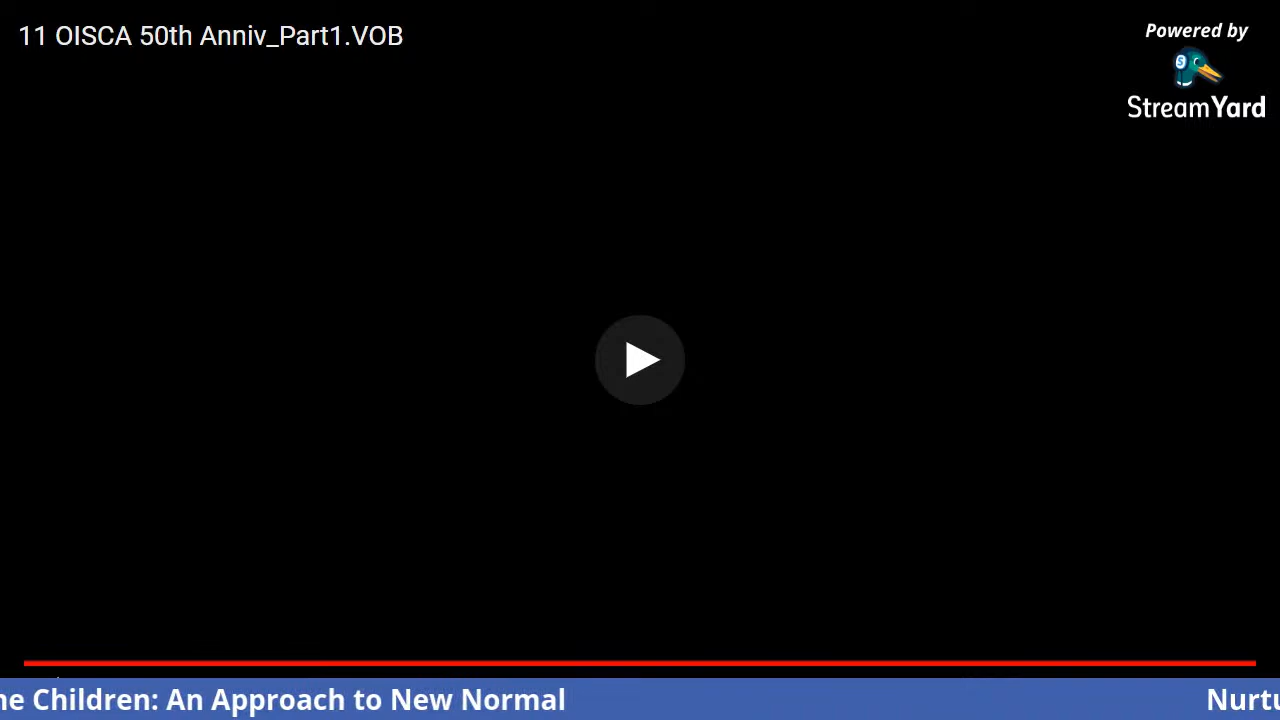 11 OISCA 50th Anniv_Part1.VOB
Powered by
S
StreamYard
Children: An Approach to New Normal